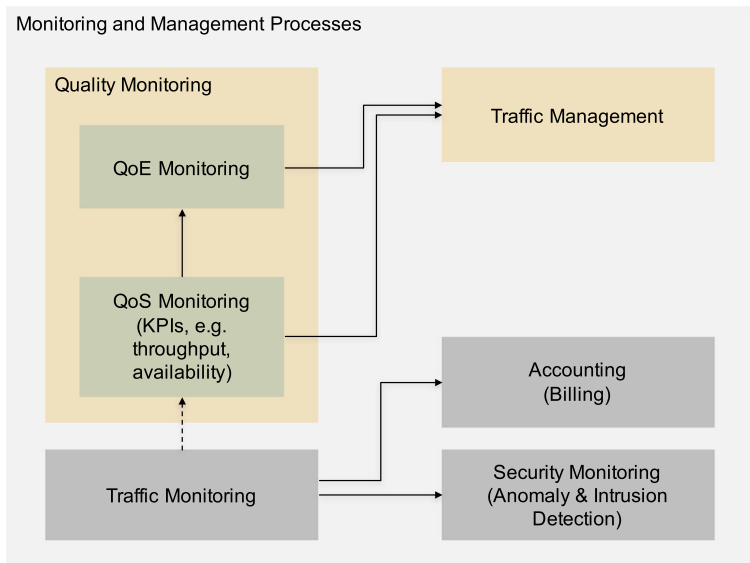 Monitoring and Management Processes
Quality Monitoring
QoE Monitoring
QoS Monitoring
(KPIs, e.g.
throughput,
availability)
Traffic Monitoring
Traffic Management
Accounting
(Billing)
Security Monitoring
(Anomaly & Intrusion
Detection)